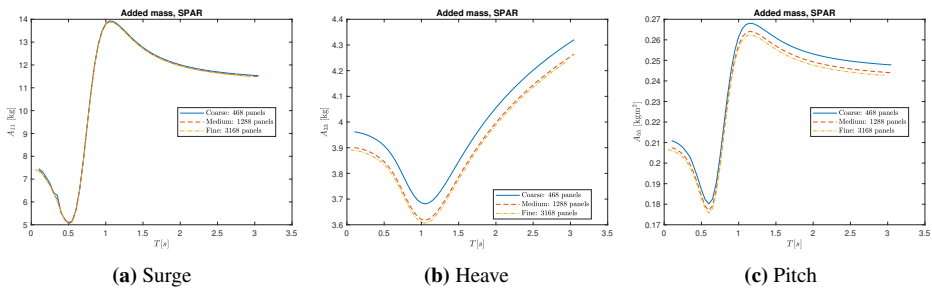 Added mass, SPAR
14
13
12
11
10
9
8
7
6
5
A₁₁ [kg]
0 0.5 1 1.5 2 2.5 3 3.5
T[s]
Coarse: 468 panels
Medium: 1288 panels
Fine: 3168 panels
(a) Surge
Added mass, SPAR
4.4
4.3
4.2
4.1
4
3.9
3.8
3.7
3.6
A₃₃ [kg]
0 0.5 1 1.5 2 2.5 3 3.5
T[s]
Coarse: 468 panels
Medium: 1288 panels
Fine: 3168 panels
(b) Heave
Added mass, SPAR
0.27
0.26
0.25
0.24
0.23
0.22
0.21
0.2
0.19
0.18
0.17
A₅₅ [kgm²]
0 0.5 1 1.5 2 2.5 3 3.5
T[s]
Coarse: 468 panels
Medium: 1288 panels
Fine: 3168 panels
(c) Pitch